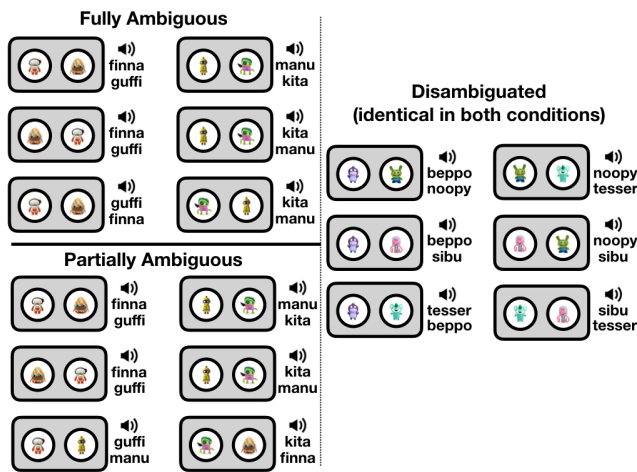 Fully Ambiguous
finna
guffi
manu
kita
finna
guffi
kita
manu
guffi
finna
kita
manu
Partially Ambiguous
finna
guffi
manu
kita
finna
guffi
kita
manu
guffi
manu
kita
finna
Disambiguated
(identical in both conditions)
beppo
noopy
noopy
tesser
beppo
sibu
noopy
sibu
tesser
beppo
sibu
tesser